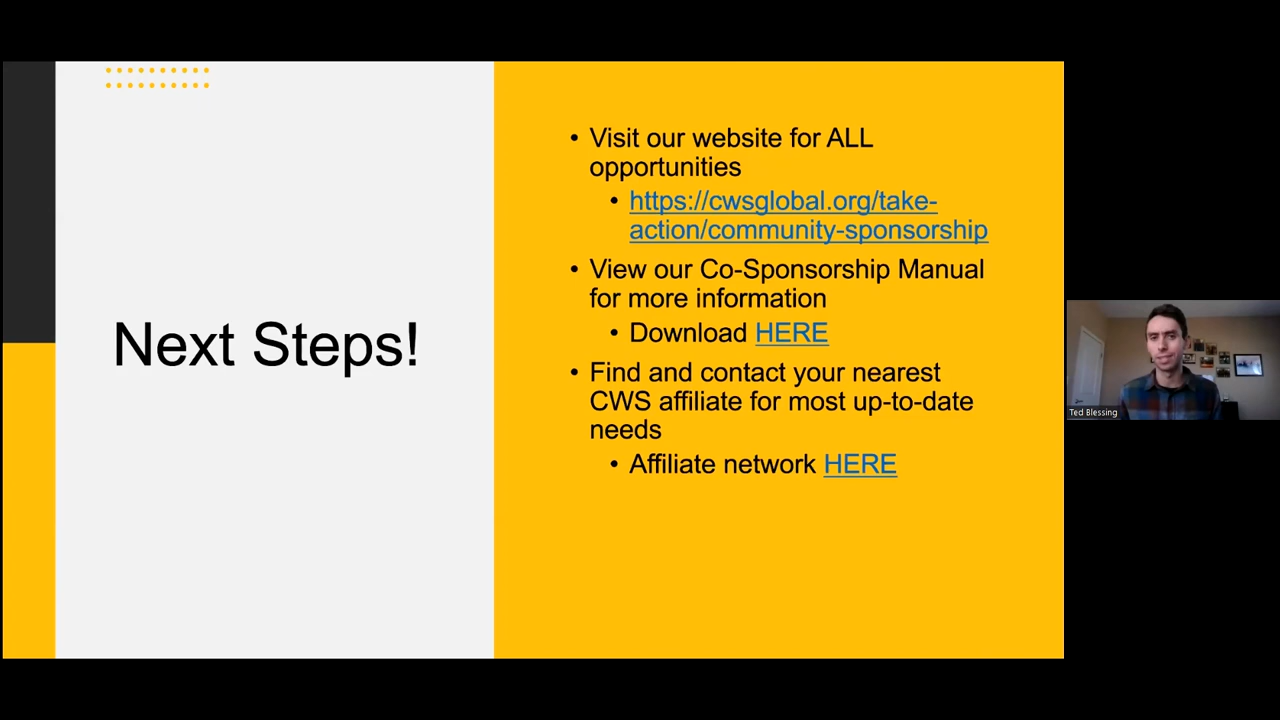 Next Steps!
• Visit our website for ALL
opportunities
• https://cwsglobal.org/take-
action/community-sponsorship
• View our Co-Sponsorship Manual
for more information
• Download HERE
• Find and contact your nearest
CWS affiliate for most up-to-date
needs
• Affiliate network HERE
Ted Blessing